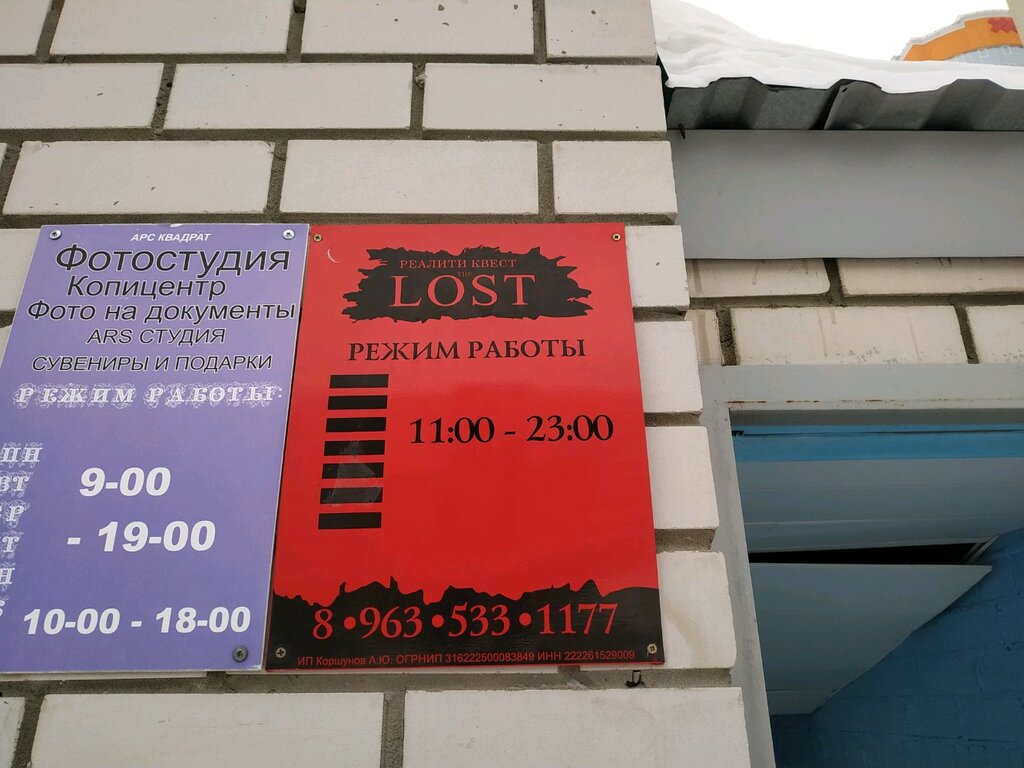 АРС КВАДРАТ
Фотостудия
Копицентр
Фото на документы
ARS СТУДИЯ
СУВЕНИРЫ И ПОДАРКИ
РЕЖИМ РАБОТЫ:
ПН
ВТ
9-00
- 19-00
10-00 - 18-00
РЕАЛИТИ КВЕСТ
THE
LOST
РЕЖИМ РАБОТЫ
11:00 - 23:00
8•963•533•1177
ИП Коршунов А.Ю. ОГРНИП 316222500083849 ИНН 222261529009